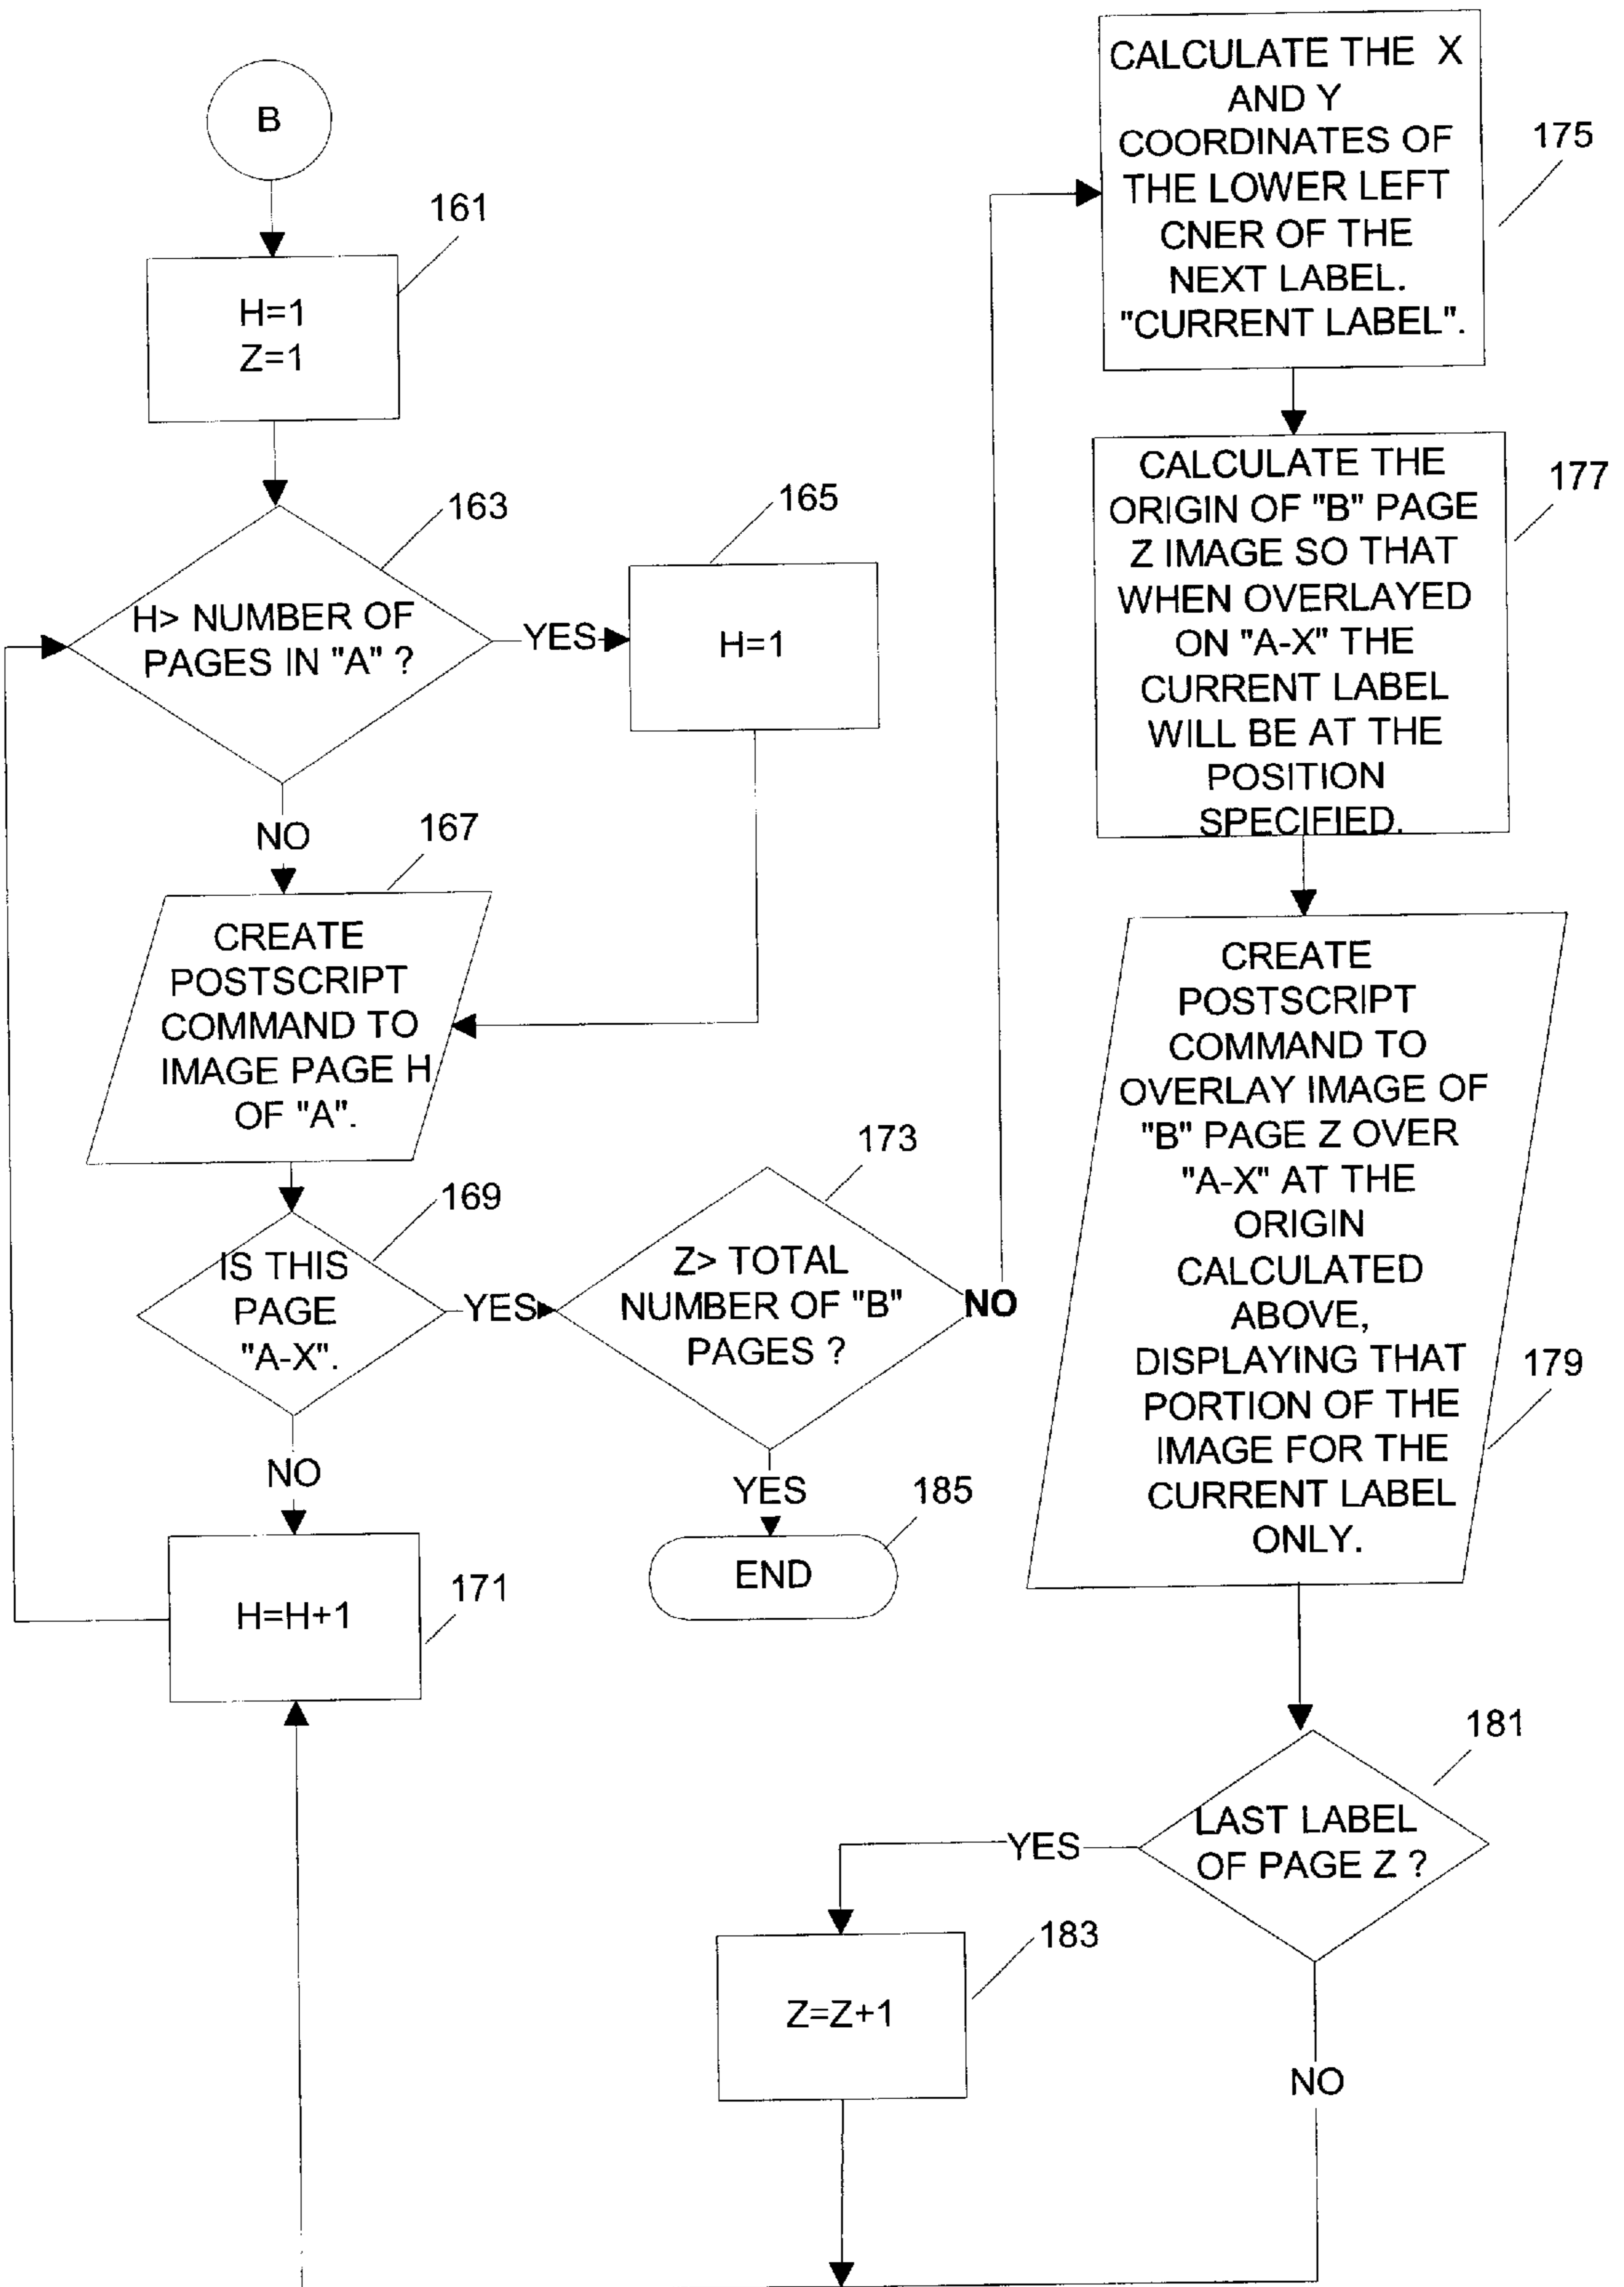 B
161
H=1
Z=1
163
H> NUMBER OF
PAGES IN "A" ?
YES
165
H=1
NO
167
CREATE
POSTSCRIPT
COMMAND TO
IMAGE PAGE H
OF "A".
169
IS THIS
PAGE
"A-X".
YES
NO
171
H=H+1
173
Z> TOTAL
NUMBER OF "B"
PAGES ?
NO
YES
185
END
CALCULATE THE X
AND Y
COORDINATES OF
THE LOWER LEFT
CNER OF THE
NEXT LABEL.
"CURRENT LABEL".
175
CALCULATE THE
ORIGIN OF "B" PAGE
Z IMAGE SO THAT
WHEN OVERLAYED
ON "A-X" THE
CURRENT LABEL
WILL BE AT THE
POSITION
SPECIFIED.
177
CREATE
POSTSCRIPT
COMMAND TO
OVERLAY IMAGE OF
"B" PAGE Z OVER
"A-X" AT THE
ORIGIN
CALCULATED
ABOVE,
DISPLAYING THAT
PORTION OF THE
IMAGE FOR THE
CURRENT LABEL
ONLY.
179
181
LAST LABEL
OF PAGE Z ?
YES
183
Z=Z+1
NO